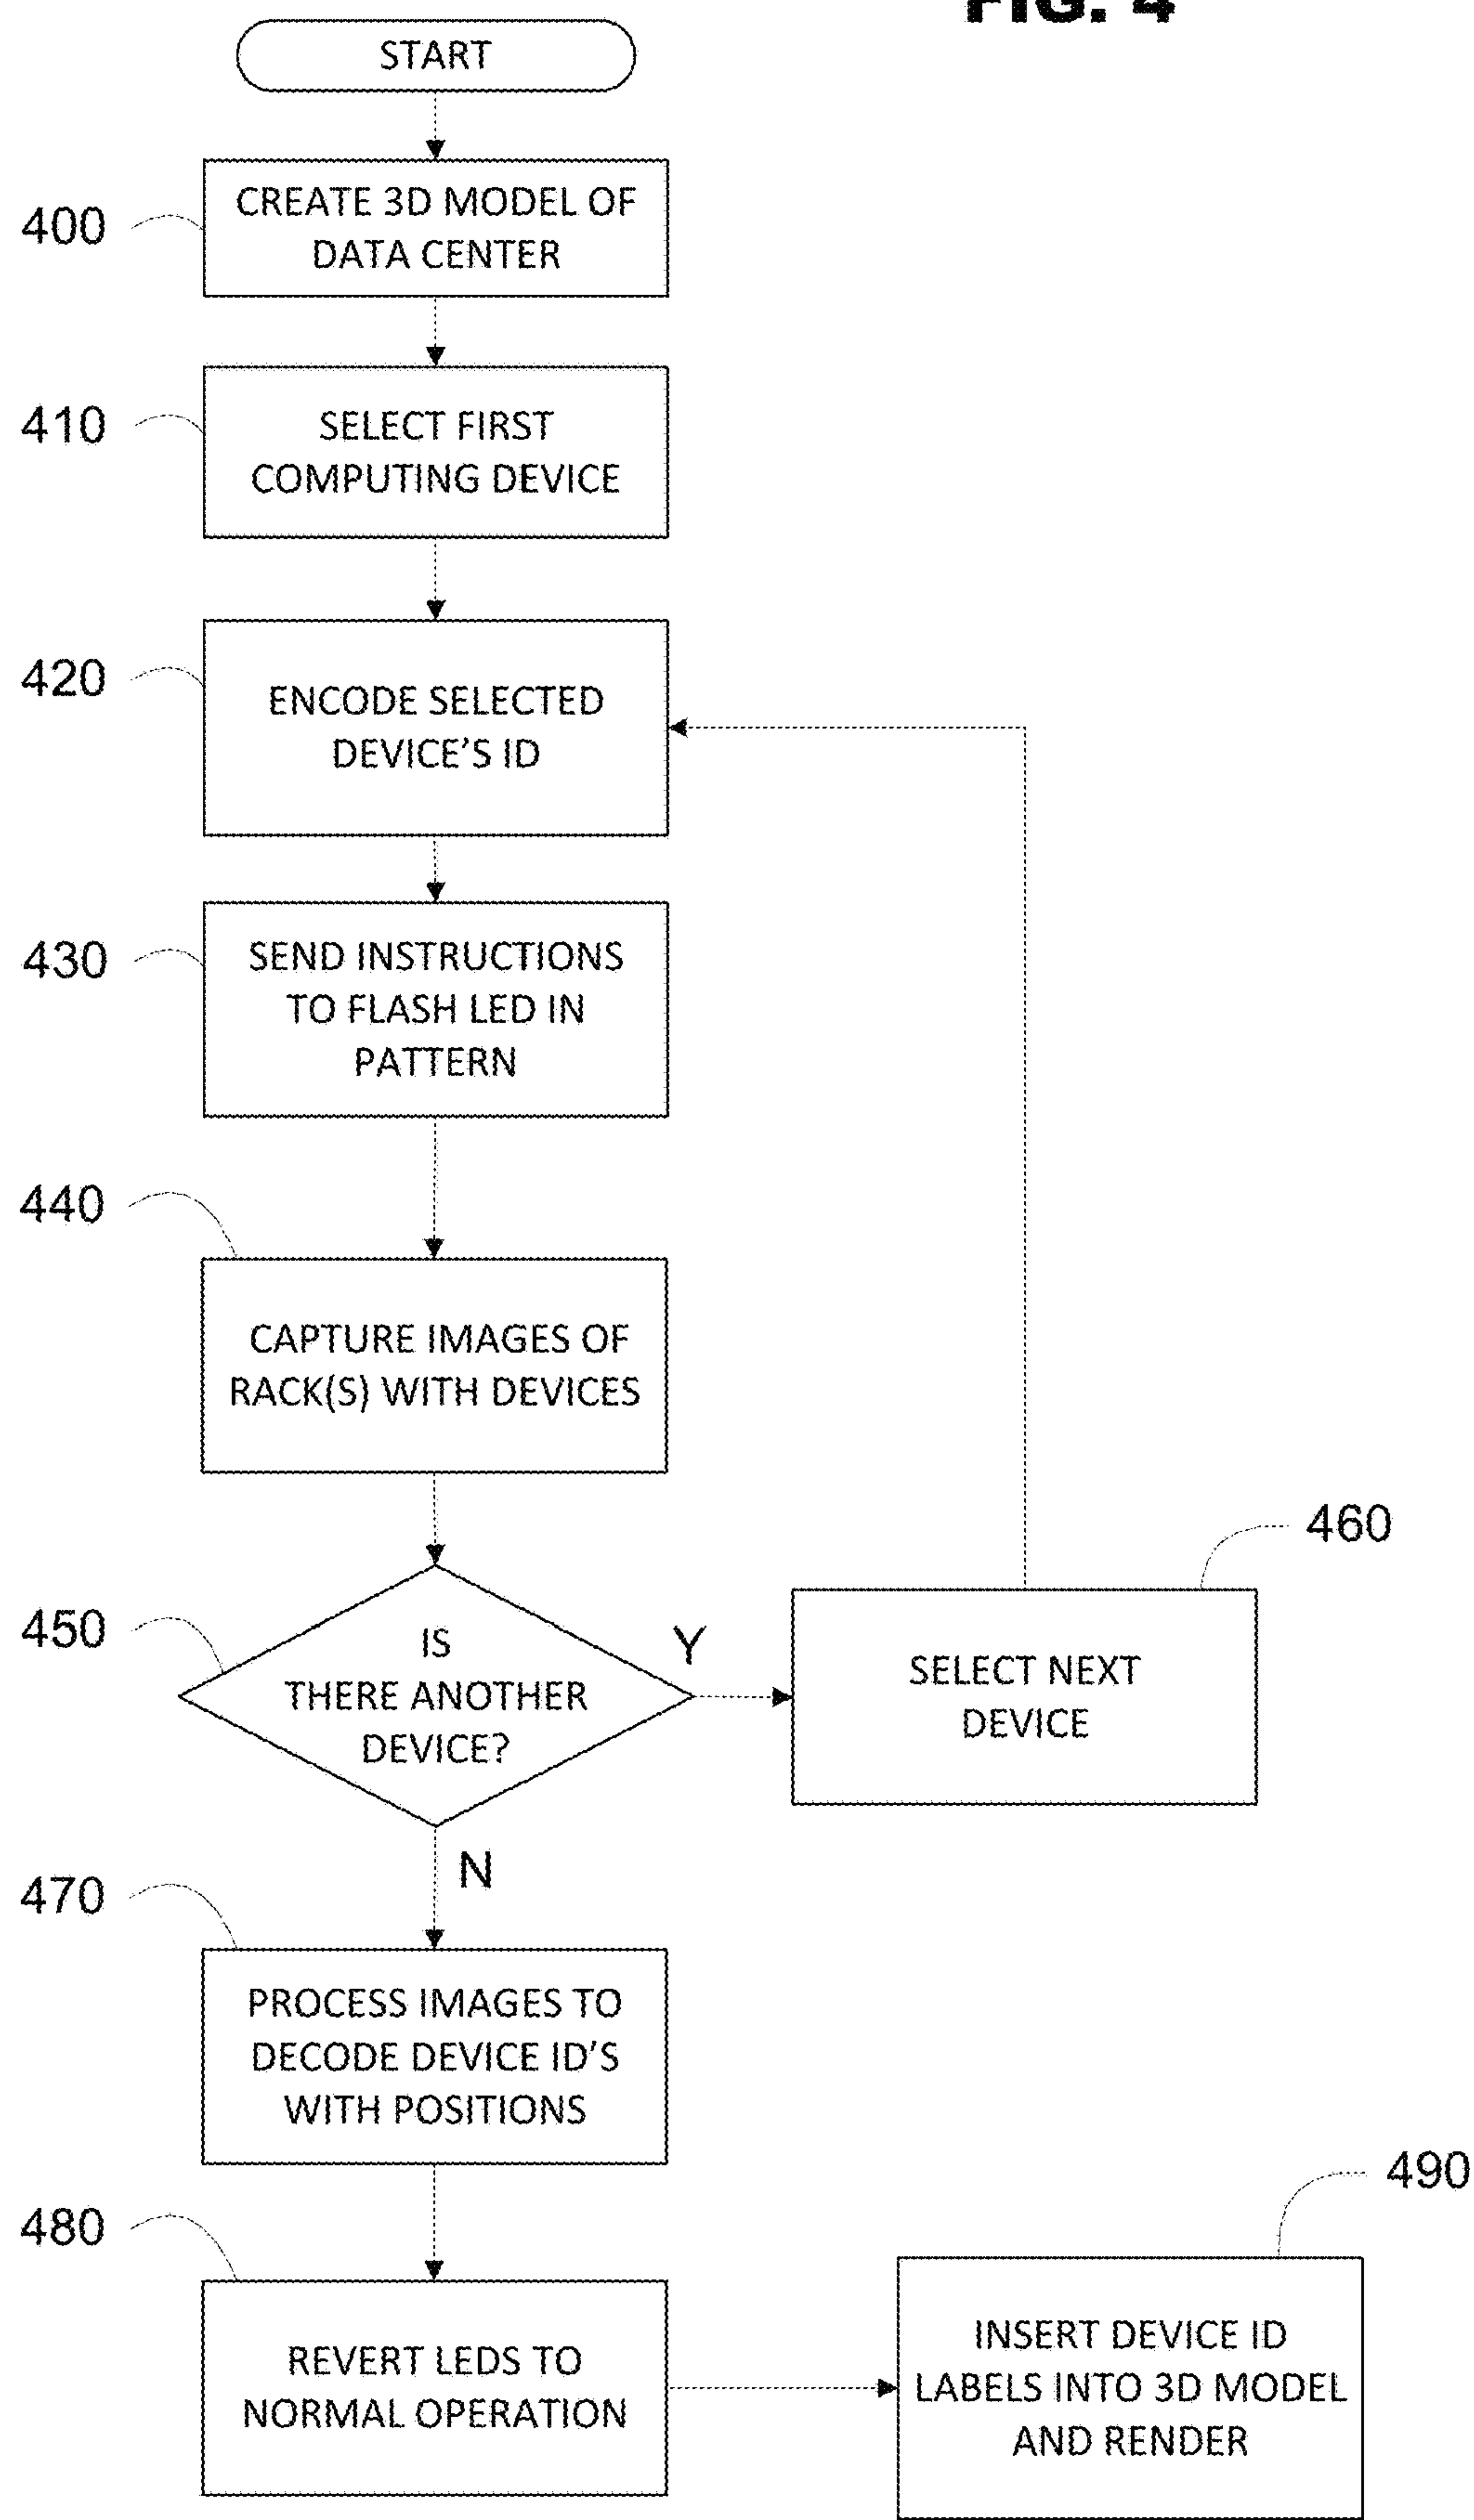 FIG. 4
START
400
CREATE 3D MODEL OF
DATA CENTER
410
SELECT FIRST
COMPUTING DEVICE
420
ENCODE SELECTED
DEVICE'S ID
430
SEND INSTRUCTIONS
TO FLASH LED IN
PATTERN
440
CAPTURE IMAGES OF
RACK(S) WITH DEVICES
450
IS
THERE ANOTHER
DEVICE?
Y
460
SELECT NEXT
DEVICE
N
470
PROCESS IMAGES TO
DECODE DEVICE ID'S
WITH POSITIONS
480
REVERT LEDS TO
NORMAL OPERATION
490
INSERT DEVICE ID
LABELS INTO 3D MODEL
AND RENDER